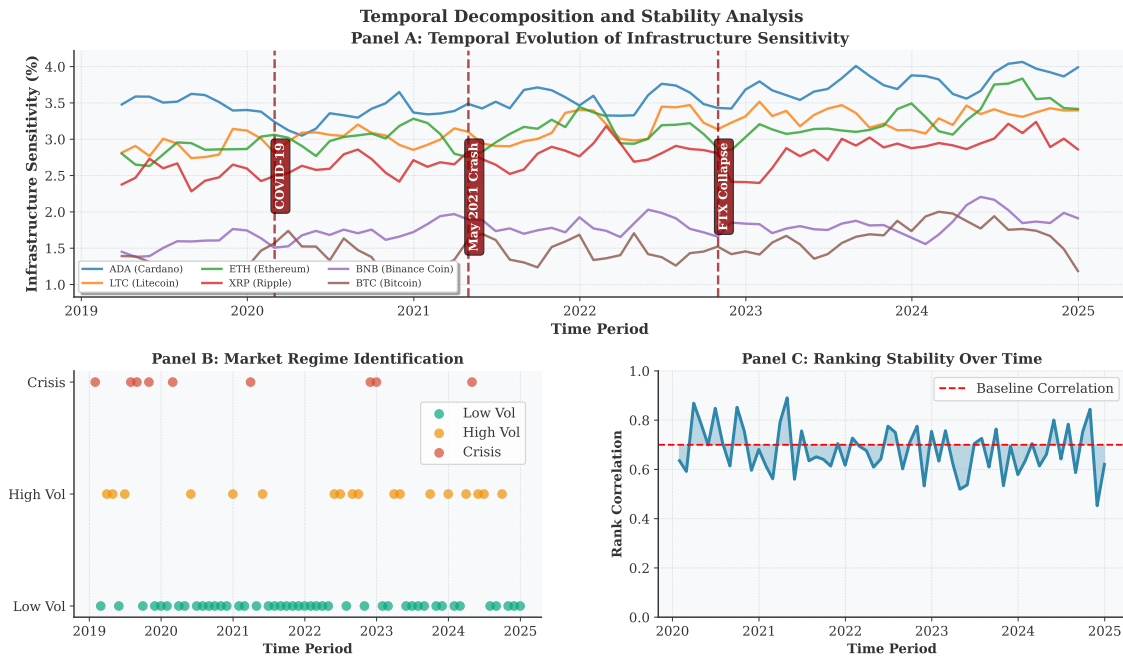 Temporal Decomposition and Stability Analysis
Panel A: Temporal Evolution of Infrastructure Sensitivity
Infrastructure Sensitivity (%)
4.0
3.5
3.0
2.5
2.0
1.5
1.0
COVID-19
May 2021 Crash
FTX Collapse
ADA (Cardano)
ETH (Ethereum)
BNB (Binance Coin)
LTC (Litecoin)
XRP (Ripple)
BTC (Bitcoin)
2019 2020 2021 2022 2023 2024 2025
Time Period
Panel B: Market Regime Identification
Crisis
High Vol
Low Vol
Low Vol
High Vol
Crisis
2019 2020 2021 2022 2023 2024 2025
Time Period
Panel C: Ranking Stability Over Time
Rank Correlation
1.0
0.8
0.6
0.4
0.2
0.0
Baseline Correlation
2020 2021 2022 2023 2024 2025
Time Period